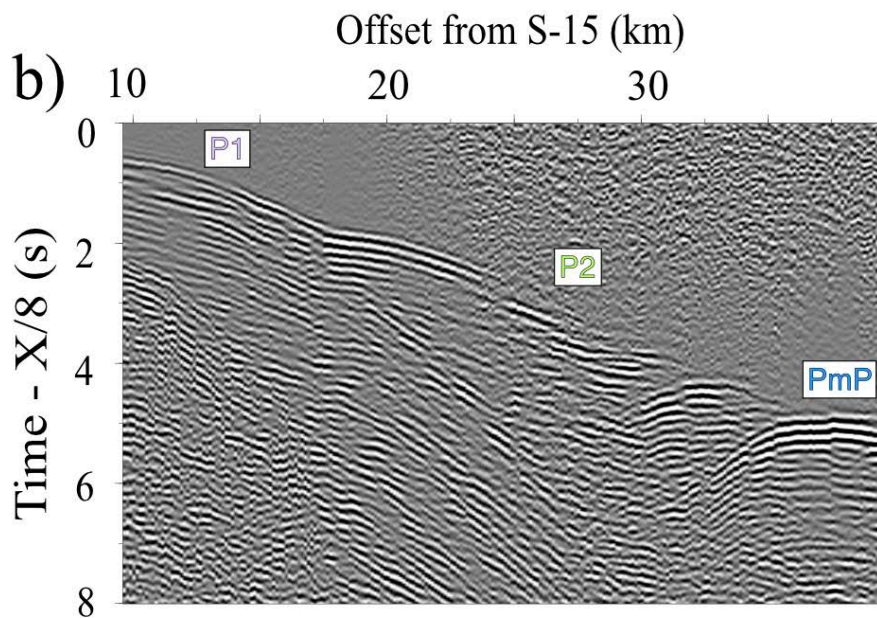 Offset from S-15 (km)
b)
10 20 30
0
P1
2
P2
4
PmP
6
8
Time - X/8 (s)